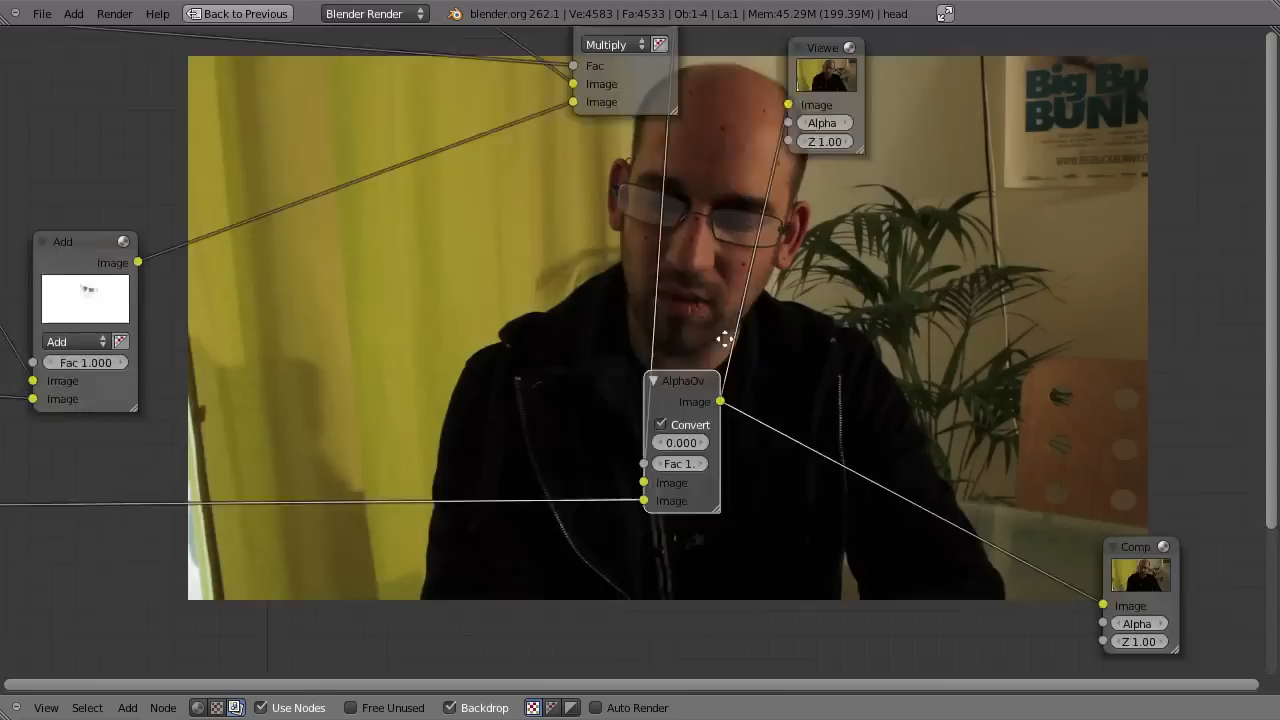 File Render Help Back to Previous Blender Render blender.org 262.1 | Ve:4583 | Fa:4533 | Ob:1-4 | La:1 | Mem:45.29M (199.39M) | head
Multiply
Fac
Image
Image
Viewe
Image
Alpha
Z 1.00
Big Bu
BUNN
WWW.BIGBUCKBUNNY.O
Add
Image
Add
Fac 1.000
Image
Image
AlphaOv
Image
Convert
0.000
Fac 1.
Image
Image
Comp
Image
Alpha
Z 1.00
View Select Add Node Use Nodes Free Unused Backdrop Auto Render